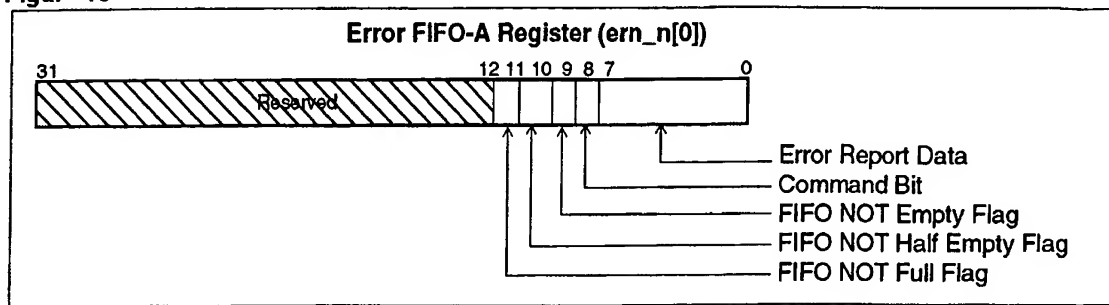 Error FIFO-A Register (ern_n[0])
31 12 11 10 9 8 7 0
Reserved
Error Report Data
Command Bit
FIFO NOT Empty Flag
FIFO NOT Half Empty Flag
FIFO NOT Full Flag